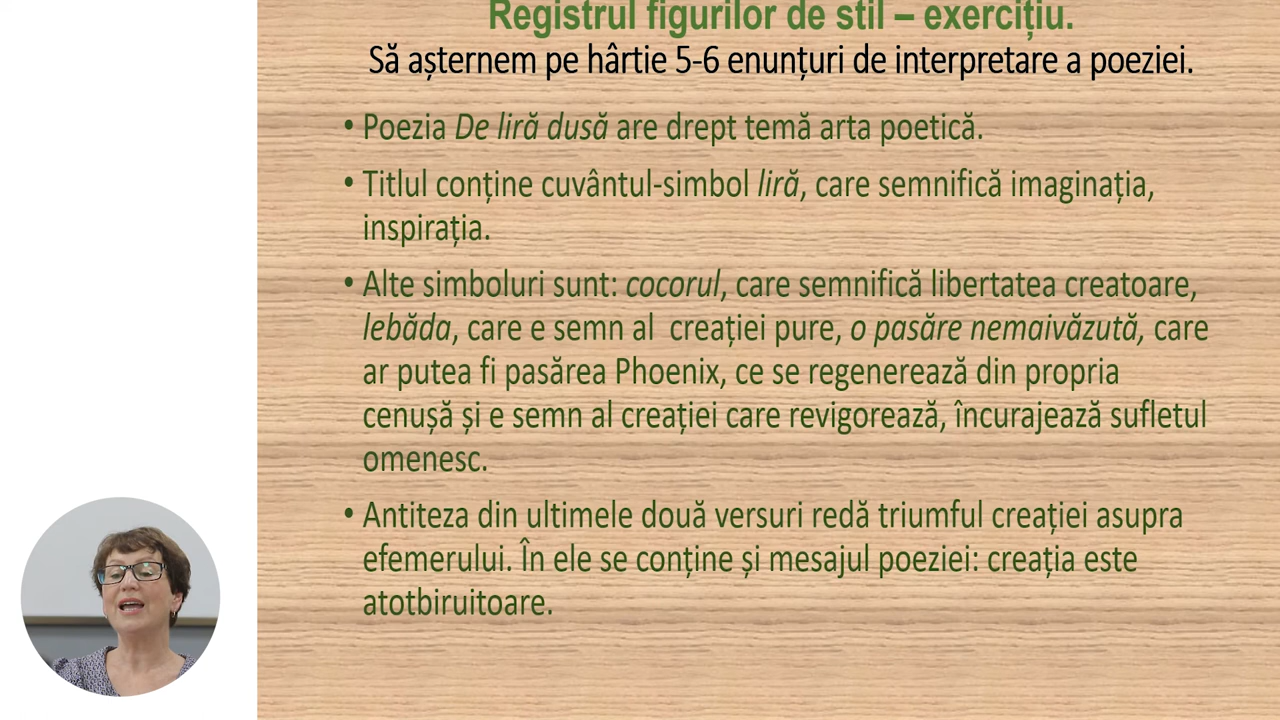 Registrul figurilor de stil – exercițiu.
Să așternem pe hârtie 5-6 enunțuri de interpretare a poeziei.
• Poezia De liră dusă are drept temă arta poetică.
• Titlul conține cuvântul-simbol liră, care semnifică imaginația,
inspirația.
• Alte simboluri sunt: cocorul, care semnifică libertatea creatoare,
lebăda, care e semn al creației pure, o pasăre nemaivăzută, care
ar putea fi pasărea Phoenix, ce se regenerează din propria
cenușă și e semn al creației care revigorează, încurajează sufletul
omenesc.
• Antiteza din ultimele două versuri redă triumful creației asupra
efemerului. În ele se conține și mesajul poeziei: creația este
atotbiruitoare.